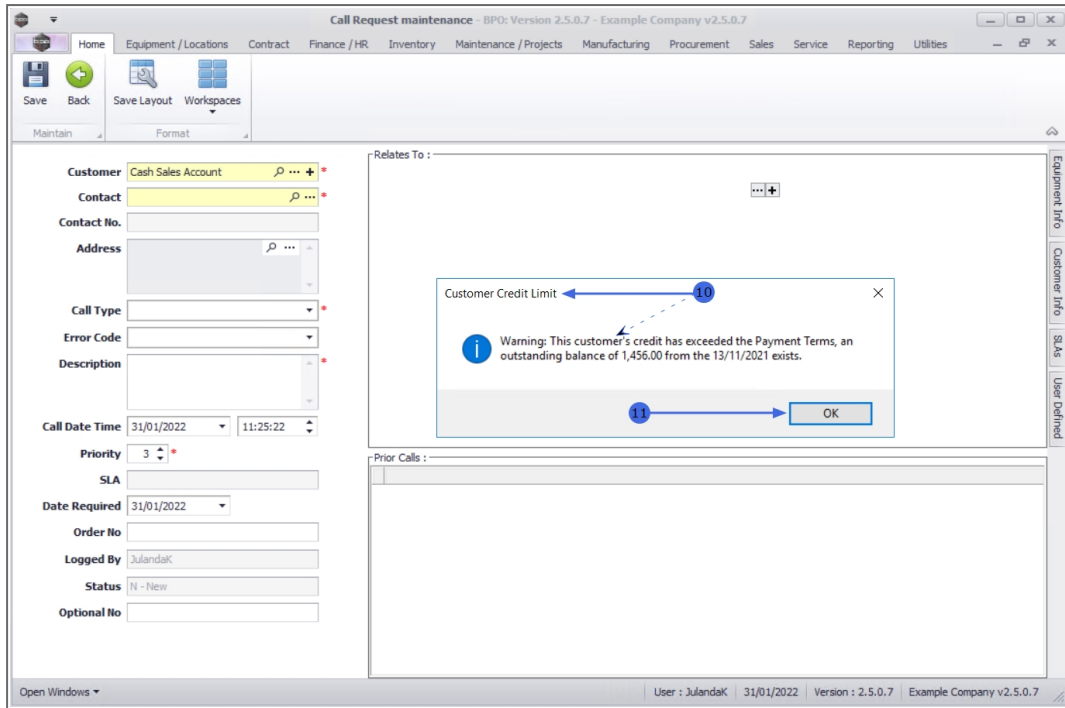 Call Request maintenance - BPO: Version 2.5.0.7 - Example Company v2.5.0.7
Home Equipment / Locations Contract Finance / HR Inventory Maintenance / Projects Manufacturing Procurement Sales Service Reporting Utilities
Save Back Save Layout Workspaces
Maintain Format
Customer Cash Sales Account *
Contact *
Contact No.
Address
Call Type *
Error Code
Description *
Call Date Time 31/01/2022 11:25:22
Priority 3 *
SLA
Date Required 31/01/2022
Order No
Logged By JulandaK
Status N - New
Optional No
Relates To :
Customer Credit Limit 10
Warning: This customer's credit has exceeded the Payment Terms, an
outstanding balance of 1,456.00 from the 13/11/2021 exists.
11 OK
Prior Calls :
Equipment Info
Customer Info
SLAs
User Defined
Open Windows User : JulandaK 31/01/2022 Version : 2.5.0.7 Example Company v2.5.0.7